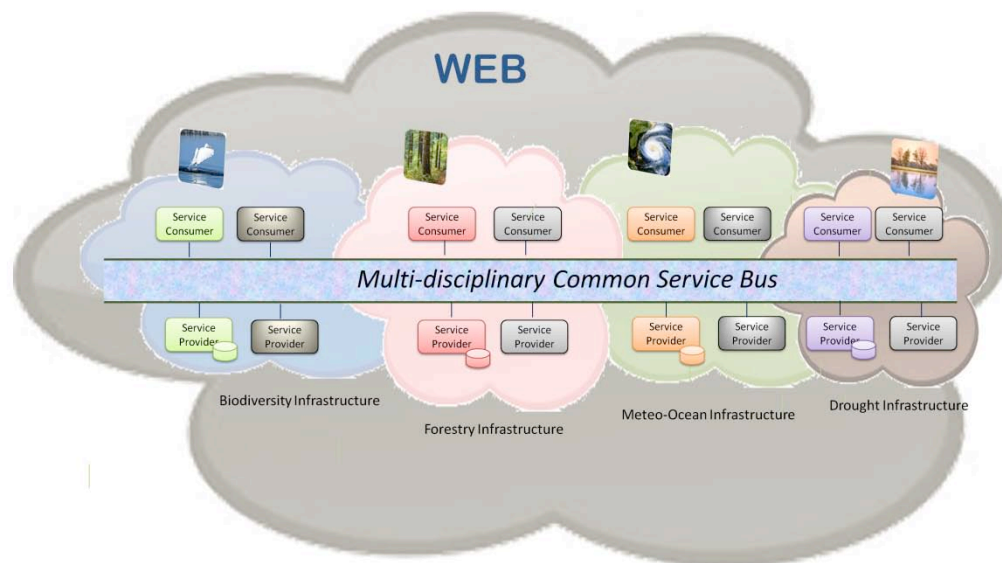 WEB
Service
Consumer
Service
Consumer
Service
Consumer
Service
Consumer
Service
Consumer
Service
Consumer
Service
Consumer
Service
Consumer
Multi-disciplinary Common Service Bus
Service
Provider
Service
Provider
Service
Provider
Service
Provider
Service
Provider
Service
Provider
Service
Provider
Service
Provider
Biodiversity Infrastructure
Forestry Infrastructure
Meteo-Ocean Infrastructure
Drought Infrastructure